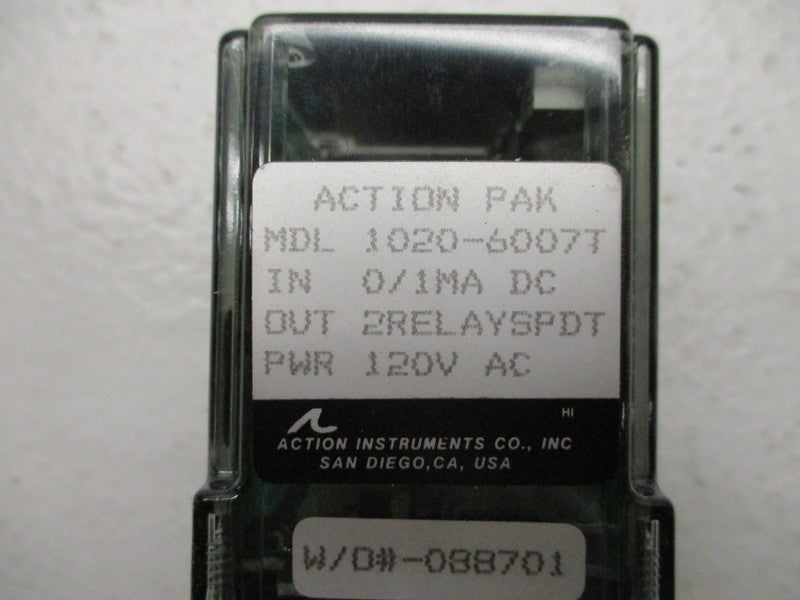 ACTION PAK
MDL 1020-6007T
IN 0/1MA DC
OUT 2RELAYSPDT
PWR 120V AC
HI
ACTION INSTRUMENTS CO., INC
SAN DIEGO,CA, USA
W/O#-088701